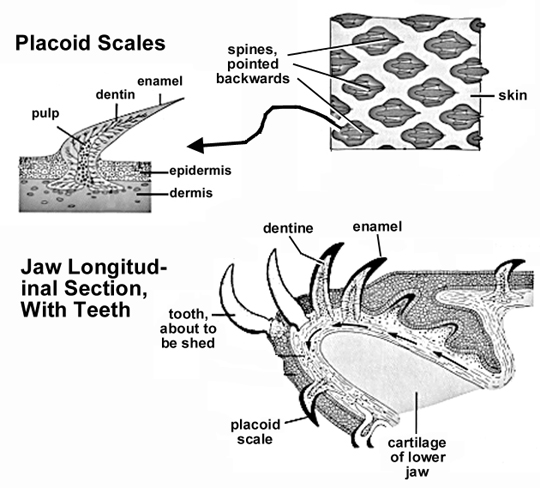 Placoid Scales
spines,
pointed
backwards
skin
enamel
dentin
pulp
epidermis
dermis
Jaw Longitud-
inal Section,
With Teeth
dentine
enamel
tooth,
about to
be shed
placoid
scale
cartilage
of lower
jaw